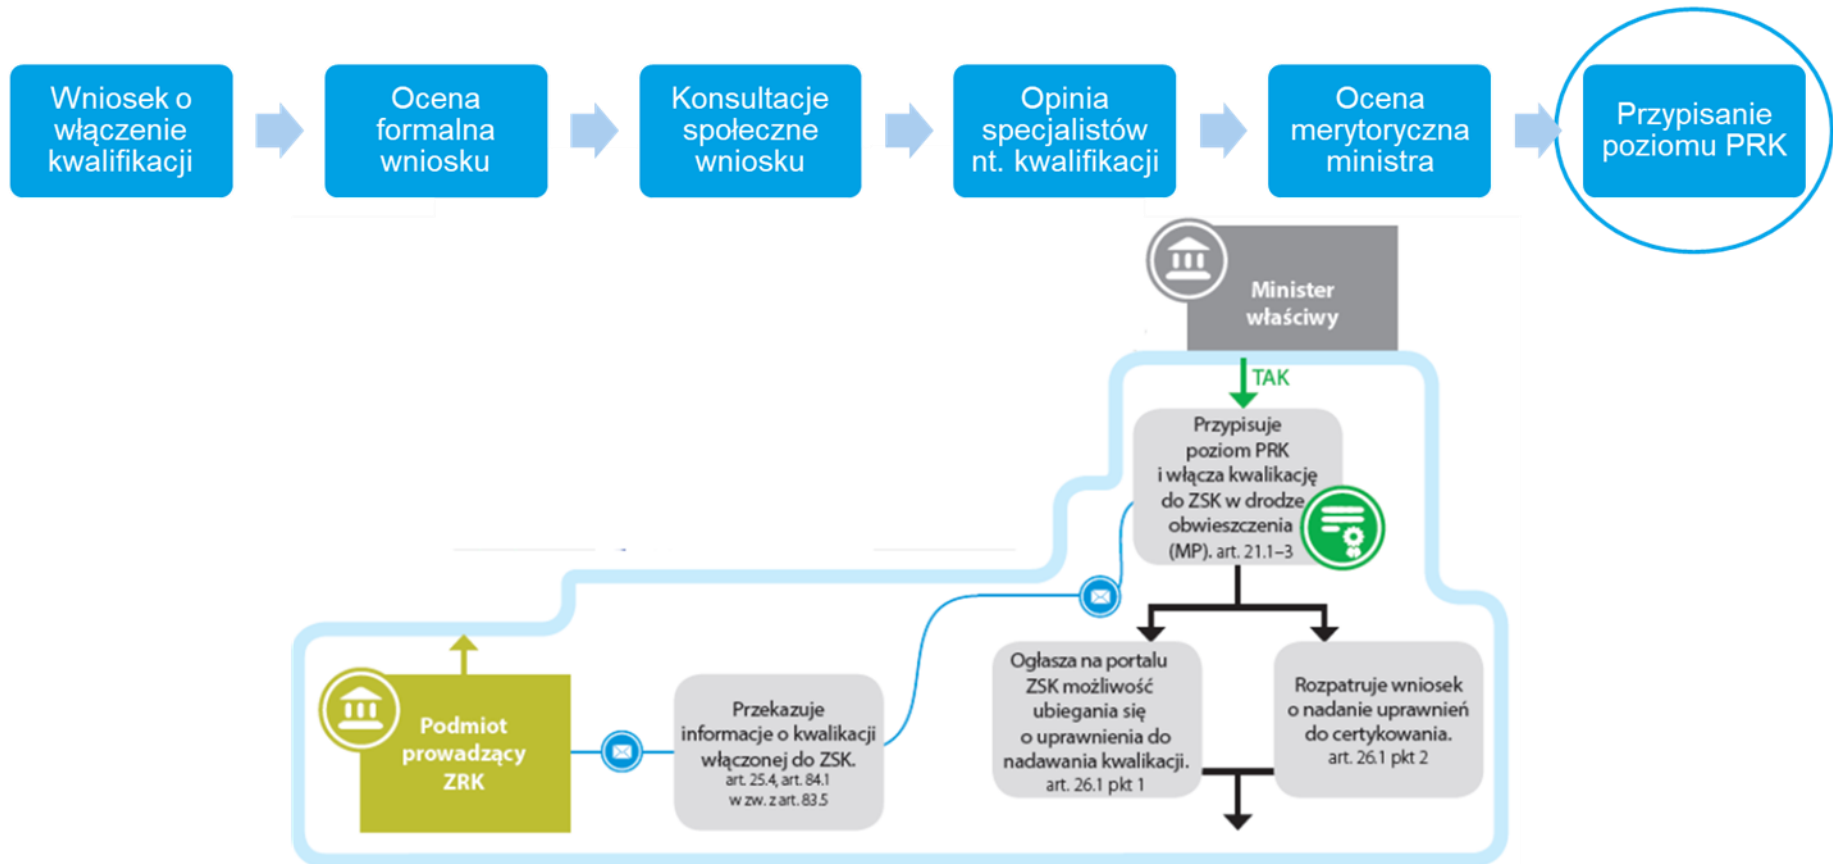 Wniosek o
włączenie
kwalifikacji
Ocena
formalna
wniosku
Konsultacje
społeczne
wniosku
Opinia
specjalistów
nt. kwalifikacji
Ocena
merytoryczna
ministra
Przypisanie
poziomu PRK
Minister
właściwy
TAK
Przypisuje
poziom PRK
i włącza kwalikację
do ZSK w drodze
obwieszczenia
(MP). art. 21.1–3
Podmiot
prowadzący
ZRK
Przekazuje
informacje o kwalikacji
włączonej do ZSK.
art. 25.4, art. 84.1
w zw. z art. 83.5
Ogłasza na portalu
ZSK możliwość
ubiegania się
o uprawnienia do
nadawania kwalikacji.
art. 26.1 pkt 1
Rozpatruje wniosek
o nadanie uprawnień
do certykowania.
art. 26.1 pkt 2